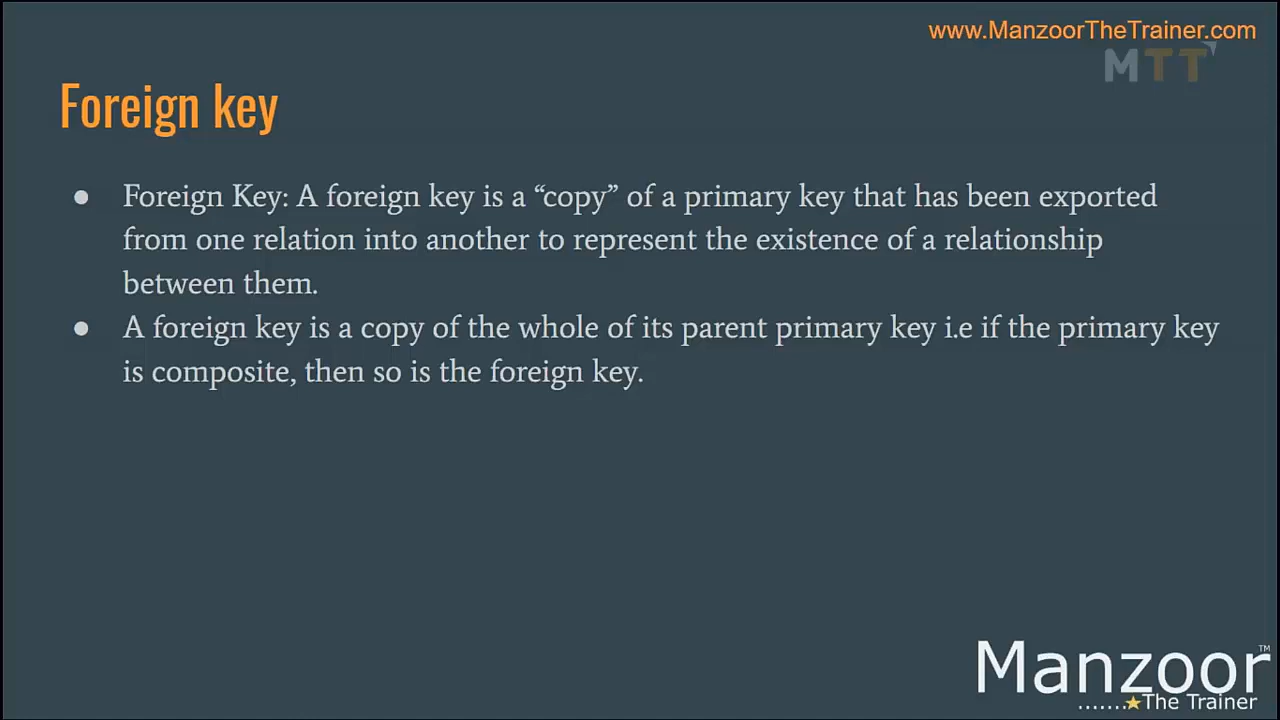 www.ManzoorTheTrainer.com
MTT
Foreign key
● Foreign Key: A foreign key is a “copy” of a primary key that has been exported
from one relation into another to represent the existence of a relationship
between them.
● A foreign key is a copy of the whole of its parent primary key i.e if the primary key
is composite, then so is the foreign key.
Manzoor™
.......★The Trainer